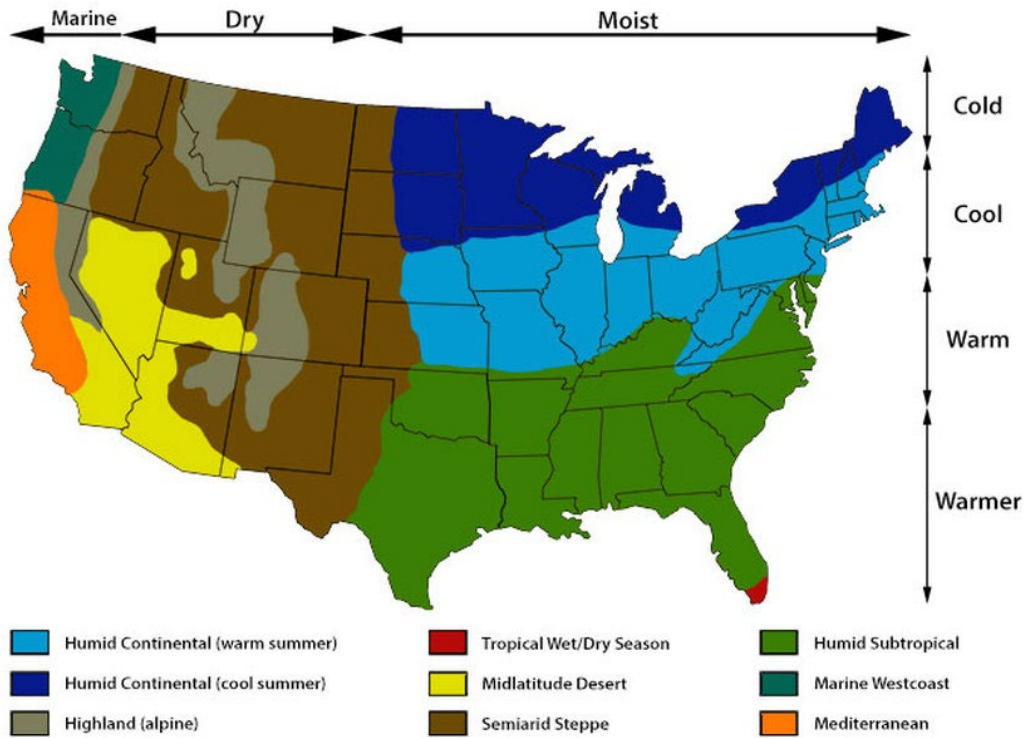 Marine Dry Moist
Cold
Cool
Warm
Warmer
Humid Continental (warm summer) Tropical Wet/Dry Season Humid Subtropical
Humid Continental (cool summer) Midlatitude Desert Marine Westcoast
Highland (alpine) Semiarid Steppe Mediterranean